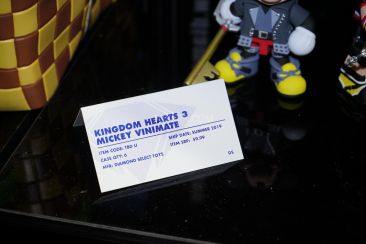 KINGDOM HEARTS 3
MICKEY VINIMATE
ITEM CODE: TBD U
CASE QTY: 6
MFR: DIAMOND SELECT TOYS
SHIP DATE: SUMMER 2019
ITEM SRP: $9.99
DS